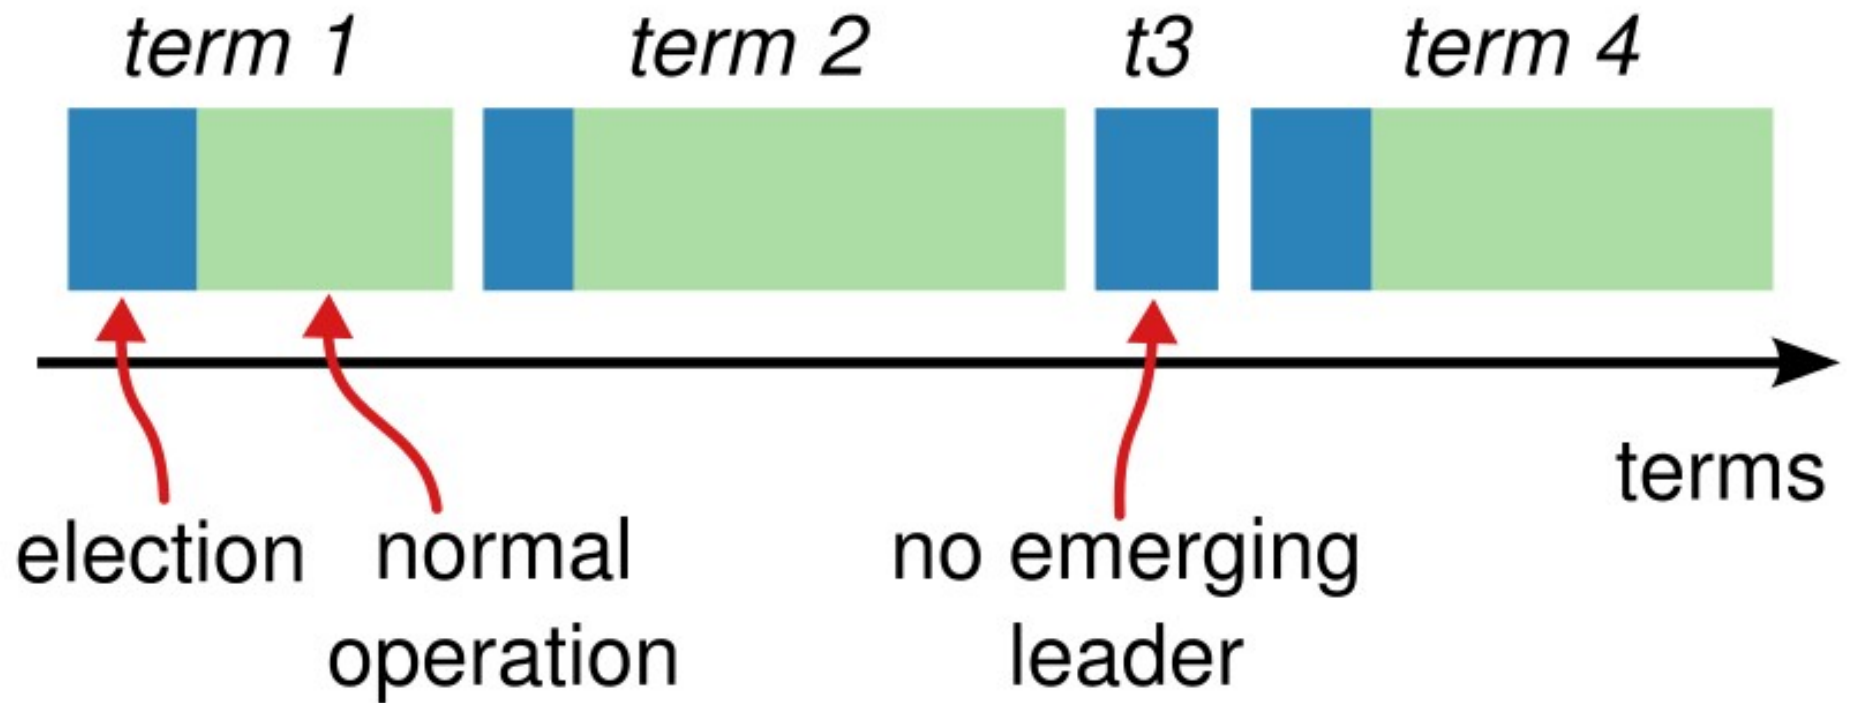 term 1 term 2 t3 term 4
terms
election normal operation no emerging leader